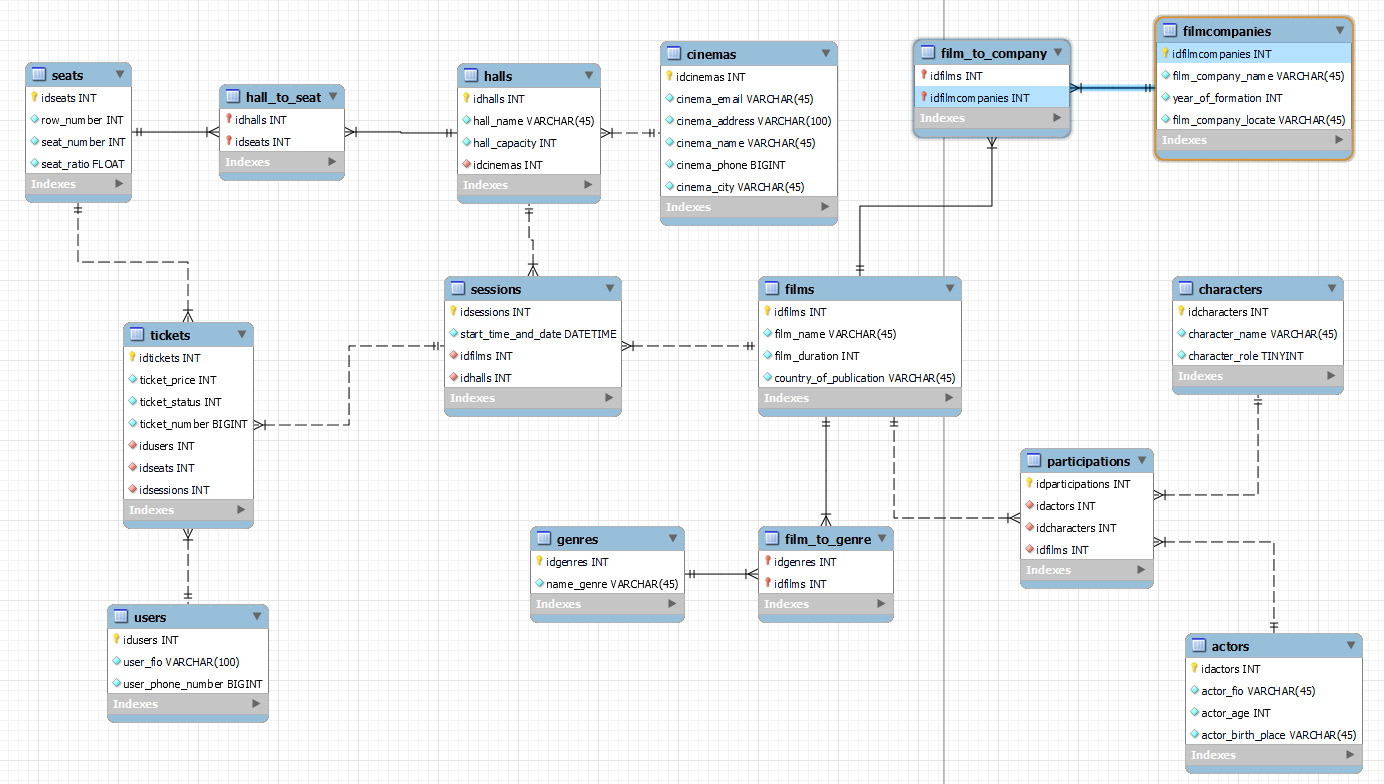 seats
idseats INT
row_number INT
seat_number INT
seat_ratio FLOAT
Indexes
hall_to_seat
idhalls INT
idseats INT
Indexes
halls
idhalls INT
hall_name VARCHAR(45)
hall_capacity INT
idcinemas INT
Indexes
cinemas
idcinemas INT
cinema_email VARCHAR(45)
cinema_address VARCHAR(100)
cinema_name VARCHAR(45)
cinema_phone BIGINT
cinema_city VARCHAR(45)
Indexes
film_to_company
idfilms INT
idfilmcompanies INT
Indexes
filmcompanies
idfilmcompanies INT
film_company_name VARCHAR(45)
year_of_formation INT
film_company_locate VARCHAR(45)
Indexes
tickets
idtickets INT
ticket_price INT
ticket_status INT
ticket_number BIGINT
idusers INT
idseats INT
idsessions INT
Indexes
sessions
idsessions INT
start_time_and_date DATETIME
idfilms INT
idhalls INT
Indexes
films
idfilms INT
film_name VARCHAR(45)
film_duration INT
country_of_publication VARCHAR(45)
Indexes
characters
idcharacters INT
character_name VARCHAR(45)
character_role TINYINT
Indexes
participations
idparticipations INT
idactors INT
idcharacters INT
idfilms INT
Indexes
genres
idgenres INT
name_genre VARCHAR(45)
Indexes
film_to_genre
idgenres INT
idfilms INT
Indexes
users
idusers INT
user_fio VARCHAR(100)
user_phone_number BIGINT
Indexes
actors
idactors INT
actor_fio VARCHAR(45)
actor_age INT
actor_birth_place VARCHAR(45)
Indexes